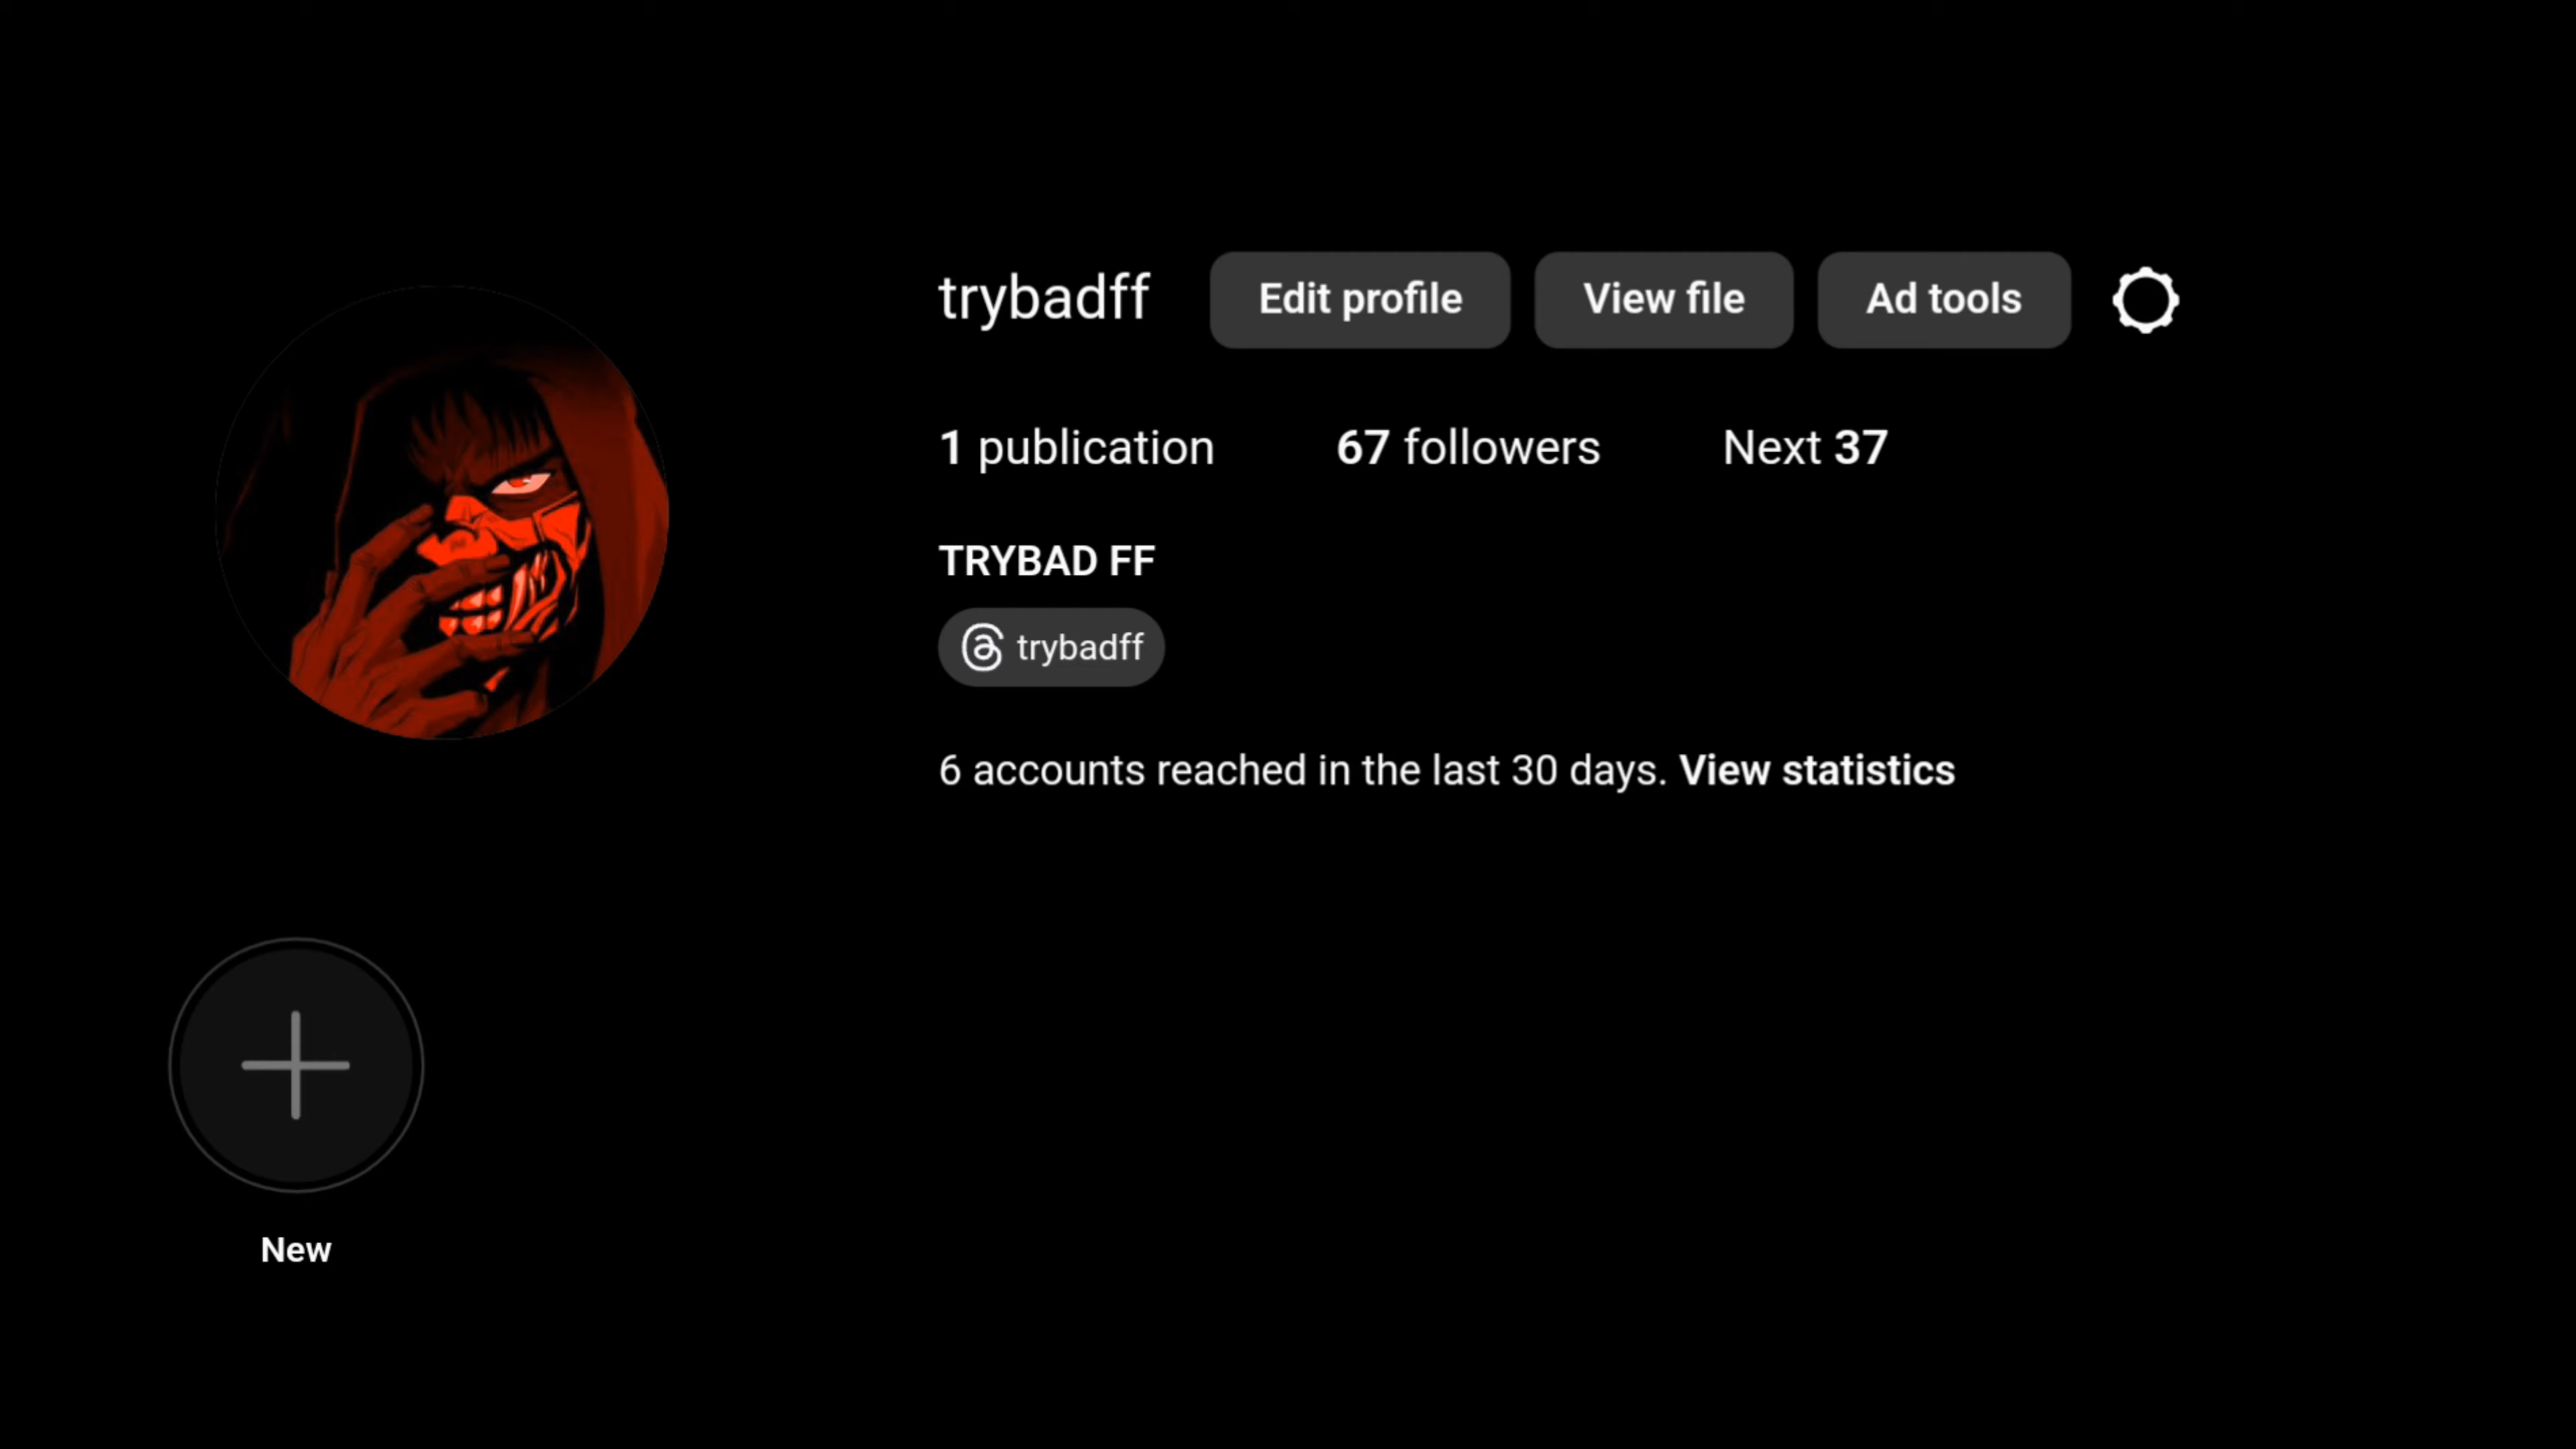 trybadff Edit profile View file Ad tools
1 publication 67 followers Next 37
TRYBAD FF
trybadff
6 accounts reached in the last 30 days. View statistics
New